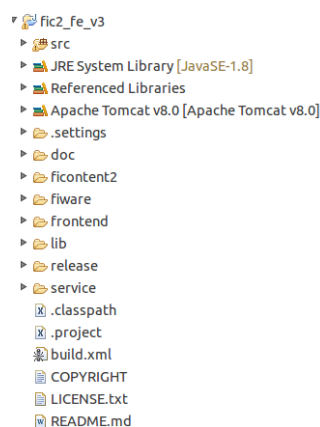 fic2_fe_v3
src
JRE System Library [JavaSE-1.8]
Referenced Libraries
Apache Tomcat v8.0 [Apache Tomcat v8.0]
.settings
doc
ficontent2
fiware
frontend
lib
release
service
.classpath
.project
build.xml
COPYRIGHT
LICENSE.txt
README.md